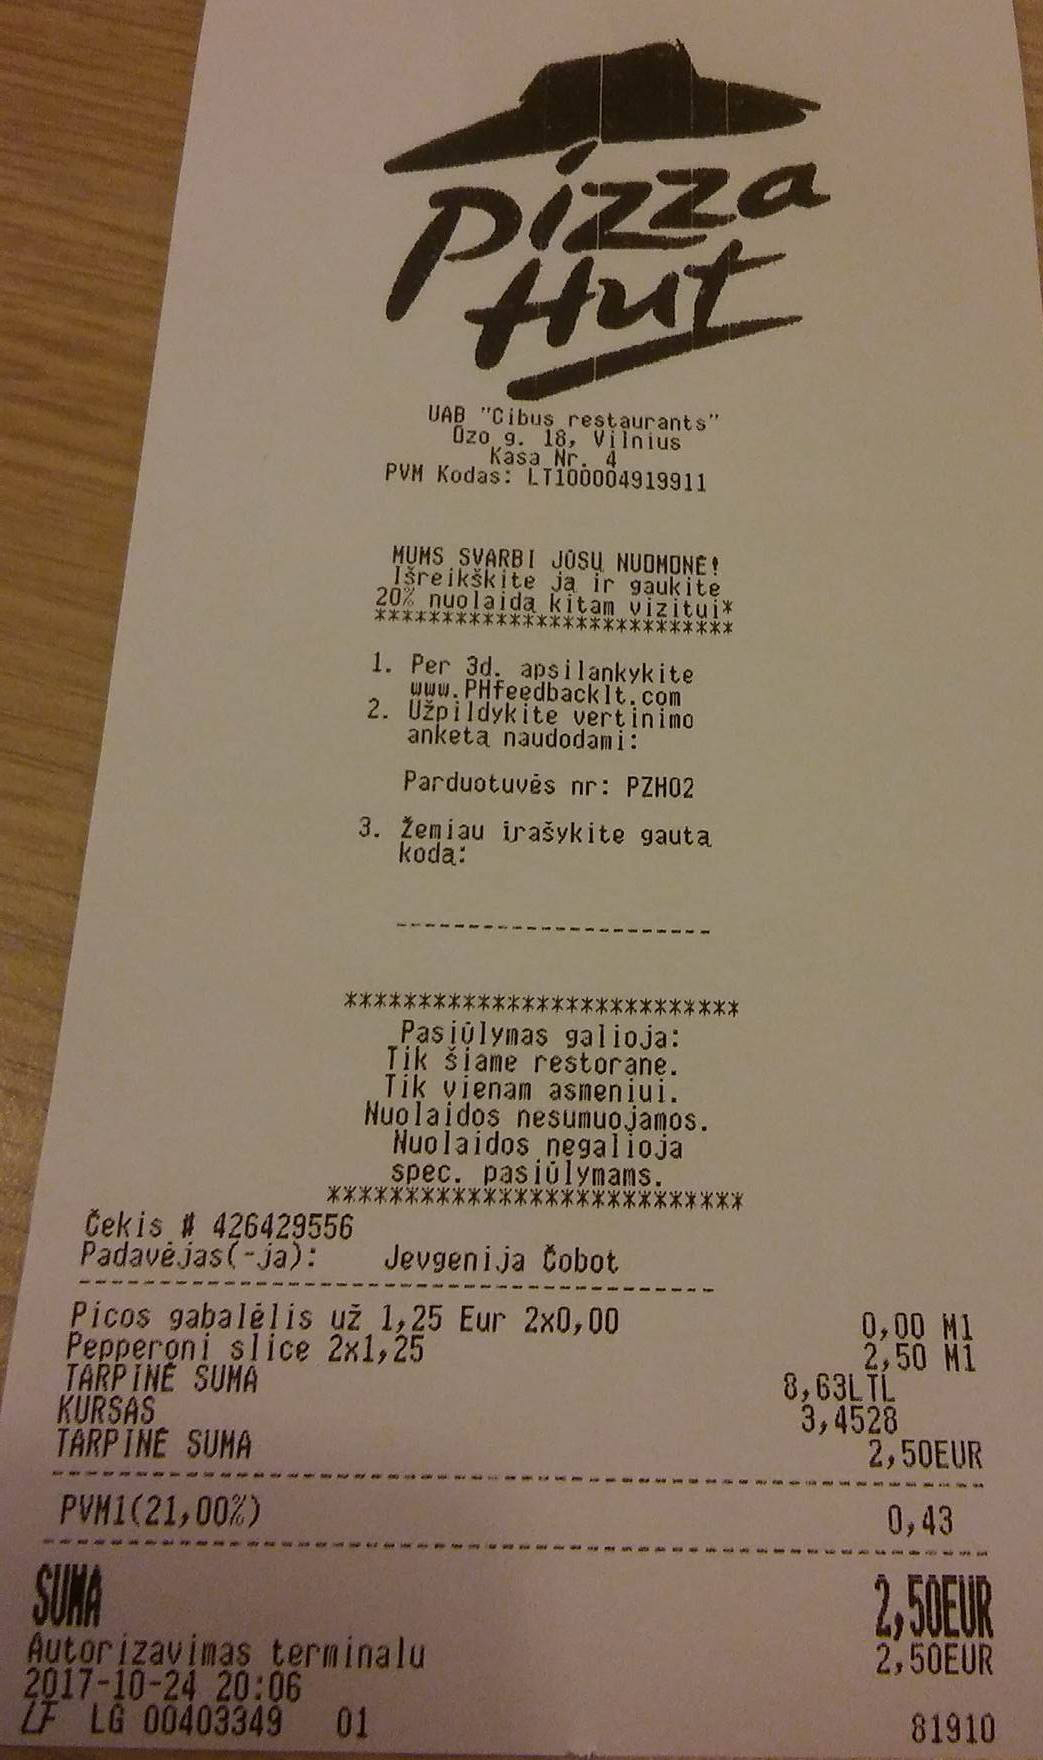 Pizza
Hut
UAB "Cibus restaurants"
Ozo g. 18, Vilnius
Kasa Nr. 4
PVM Kodas: LT100004919911
MUMS SVARBI JŪSŲ NUOMONĖ!
Išreikškite ją ir gaukite
20% nuolaidą kitam vizitui*
***************************
1. Per 3d. apsilankykite
www.PHfeedbacklt.com
2. Užpildykite vertinimo
anketą naudodami:
Parduotuvės nr: PZH02
3. Žemiau įrašykite gautą
kodą:
-----------------------
***************************
Pasiūlymas galioja:
Tik šiame restorane.
Tik vienam asmeniui.
Nuolaidos nesumuojamos.
Nuolaidos negalioja
spec. pasiūlymams.
***************************
Čekis # 426429556
Padavėjas(-ja): Jevgenija Čobot
Picos gabalėlis už 1,25 Eur 2x0,00 0,00 M1
Pepperoni slice 2x1,25 2,50 M1
TARPINĖ SUMA 8,63LTL
KURSAS 3,4528
TARPINĖ SUMA 2,50EUR
PVM1(21,00%) 0,43
SUMA 2,50EUR
Autorizavimas terminalu 2,50EUR
2017-10-24 20:06
LF LG 00403349 01 81910